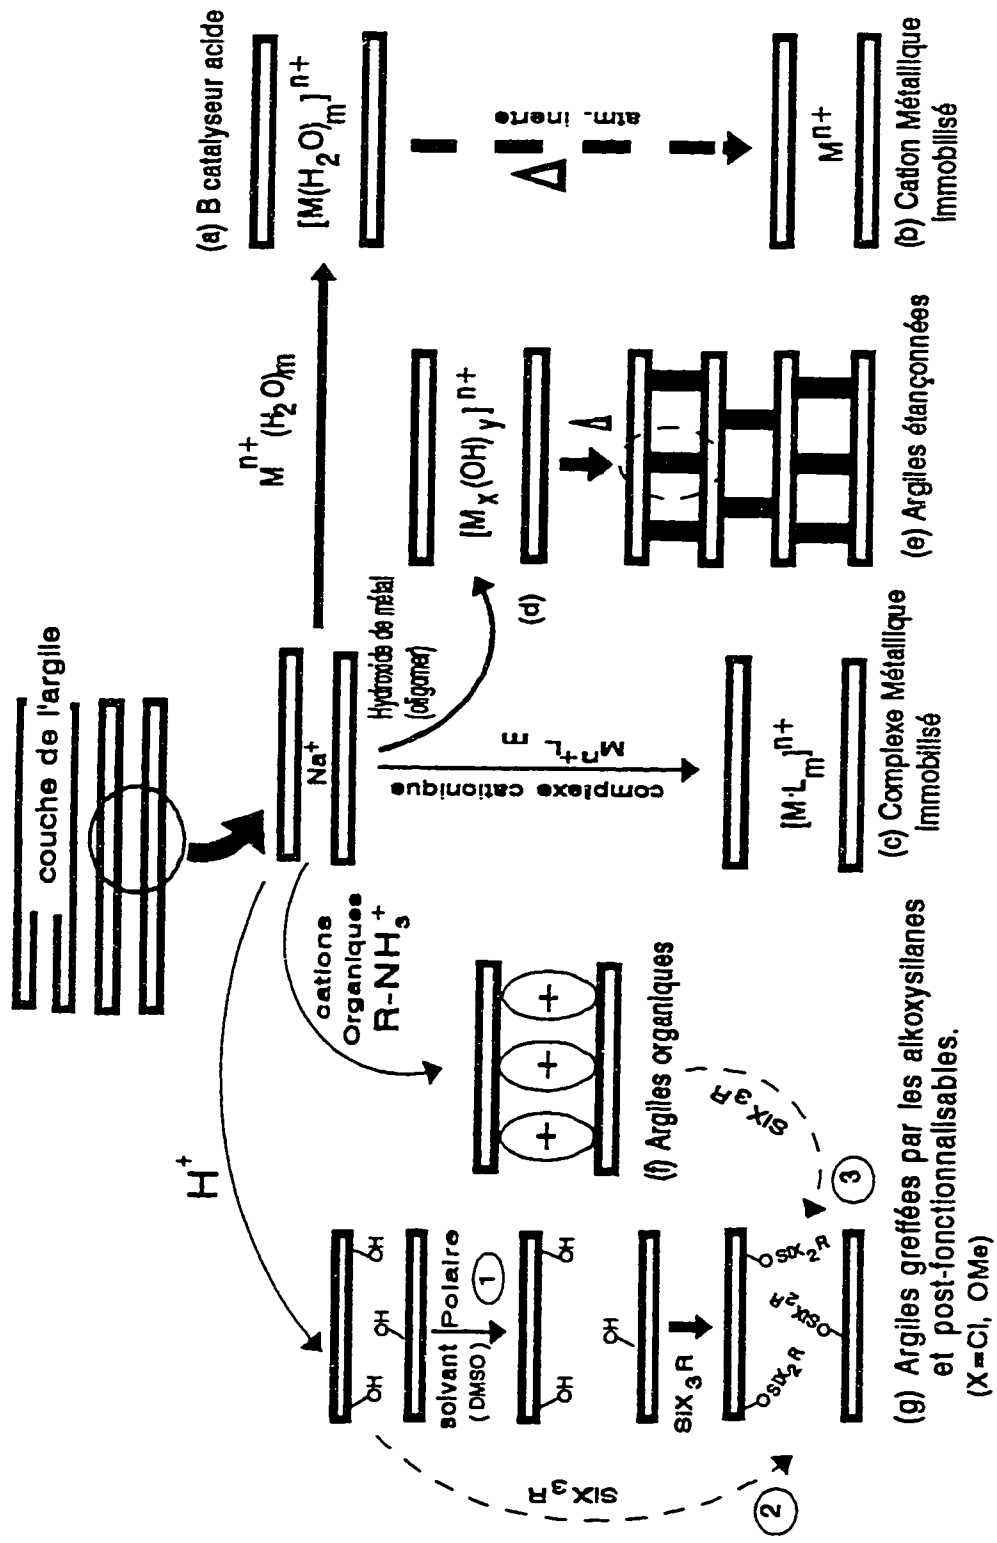 couche de l'argile
Na⁺
H⁺
cations
Organiques
R-NH₃⁺
complexe cationique
Mⁿ⁺L m
Hydroxide de métal
(oligomer)
Mⁿ⁺(H₂O)m
(a) B catalyseur acide
[M(H₂O)m]ⁿ⁺
Δ
atm. inerte
Mⁿ⁺
(b) Cation Métallique
Immobilisé
[Mₓ(OH)y]ⁿ⁺
(d)
Δ
(e) Argiles étançonnées
[M·Lm]ⁿ⁺
(c) Complexe Métallique
Immobilisé
+ + +
(f) Argiles organiques
SiX₃R
3
OH OH
OH
solvant Polaire
(DMSO)
1
OH OH
OH
SiX₃R
OSiX₂R OSiX₂R
OSiX₂R
SiX₃R
2
(g) Argiles greffées par les alkoxysilanes
et post-fonctionnalisables.
(X=Cl, OMe)